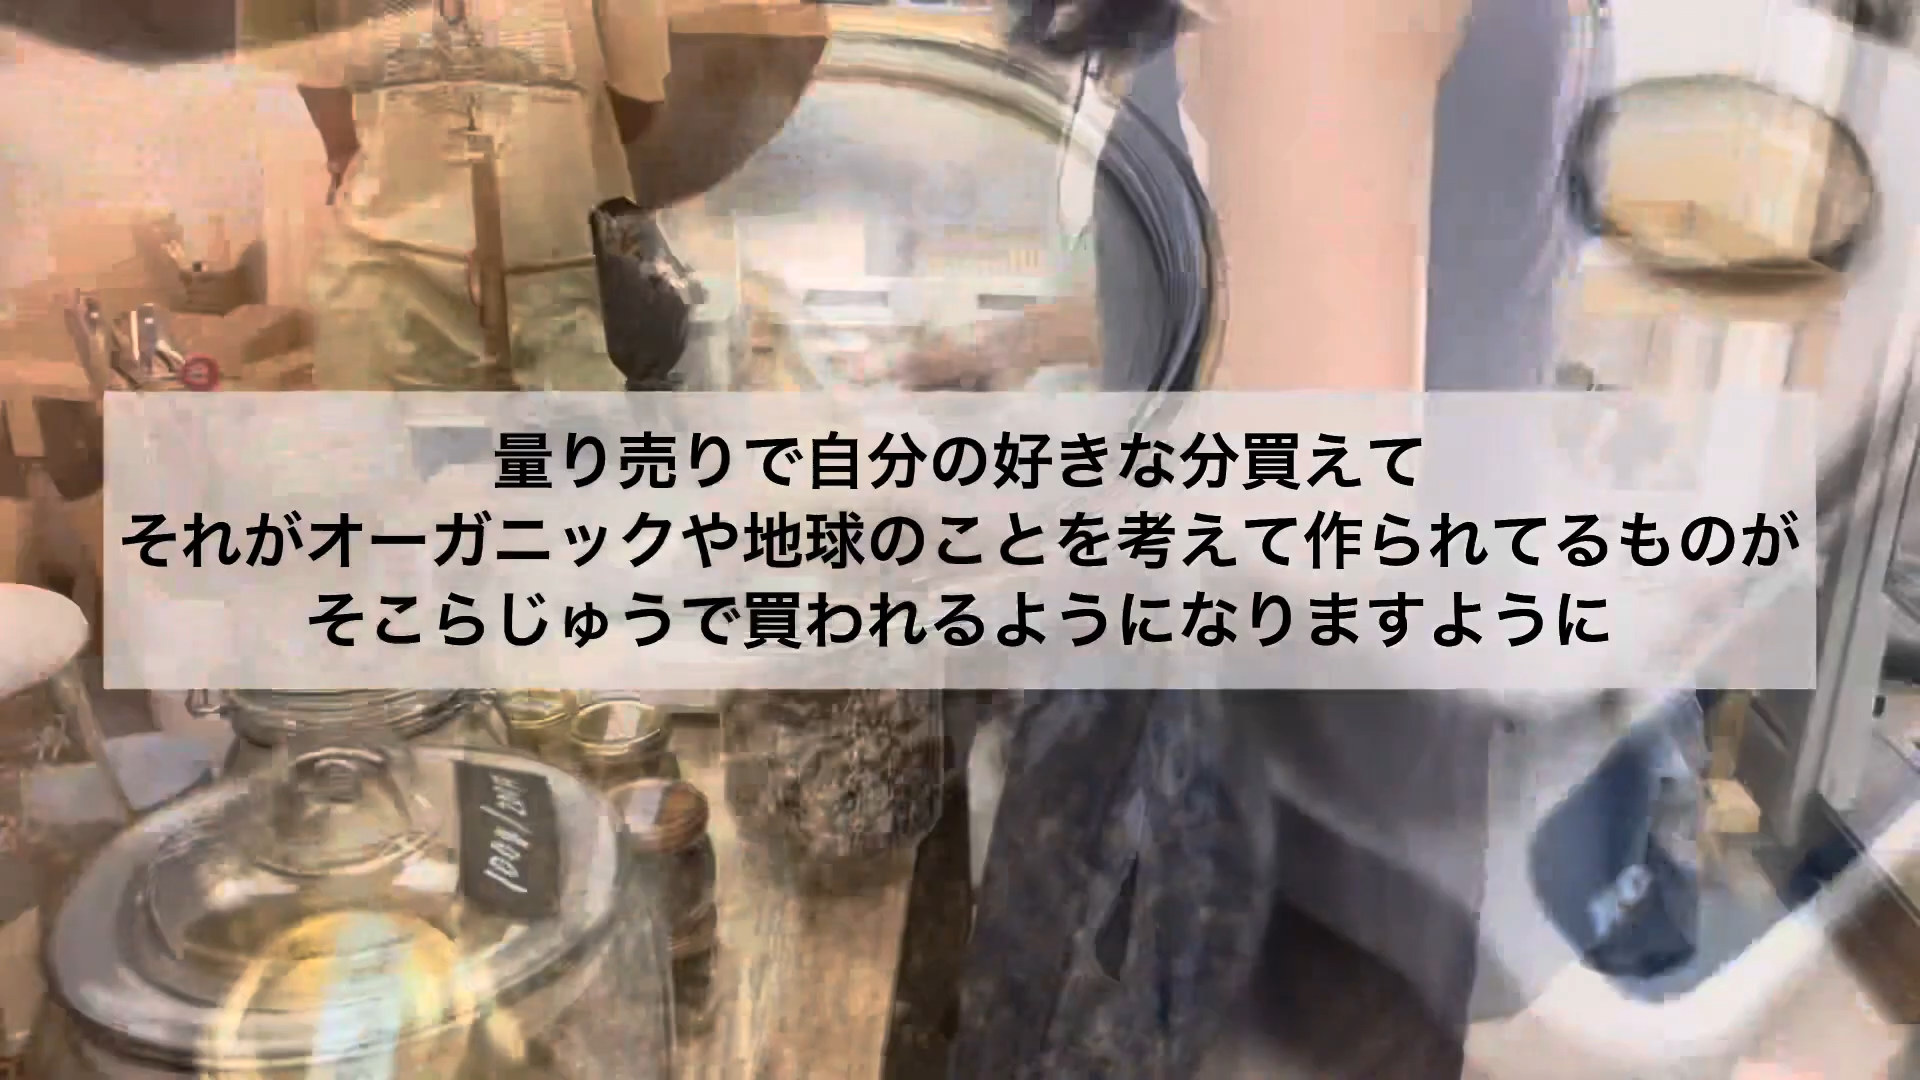 量り売りで自分の好きな分買えて
それがオーガニックや地球のことを考えて作られてるものが
そこらじゅうで買われるようになりますように